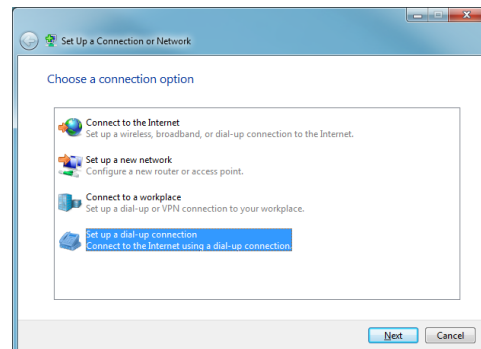 Set Up a Connection or Network
Choose a connection option
Connect to the Internet
Set up a wireless, broadband, or dial-up connection to the Internet.
Set up a new network
Configure a new router or access point.
Connect to a workplace
Set up a dial-up or VPN connection to your workplace.
Set up a dial-up connection
Connect to the Internet using a dial-up connection.
Next Cancel